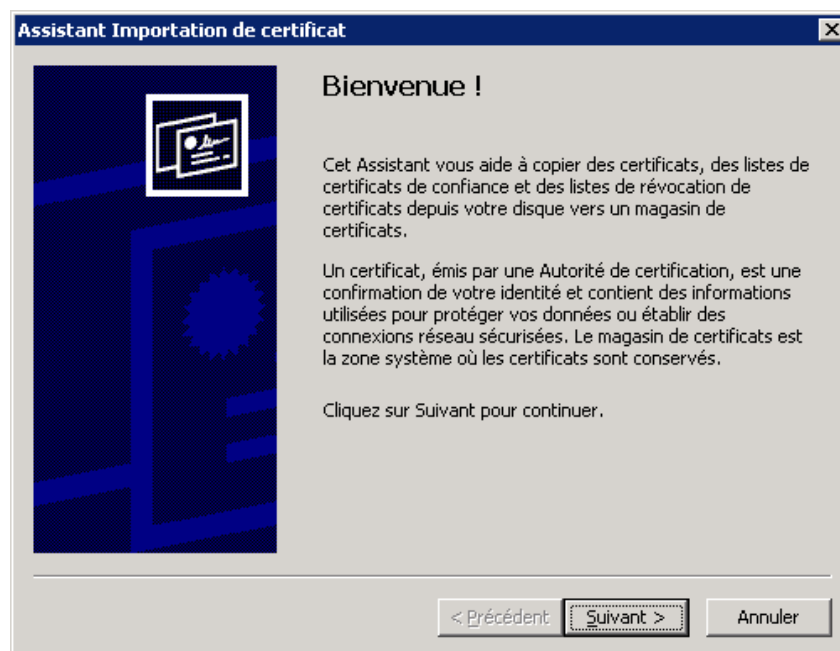 Assistant Importation de certificat
Bienvenue !
Cet Assistant vous aide à copier des certificats, des listes de
certificats de confiance et des listes de révocation de
certificats depuis votre disque vers un magasin de
certificats.
Un certificat, émis par une Autorité de certification, est une
confirmation de votre identité et contient des informations
utilisées pour protéger vos données ou établir des
connexions réseau sécurisées. Le magasin de certificats est
la zone système où les certificats sont conservés.
Cliquez sur Suivant pour continuer.
< Précédent Suivant > Annuler